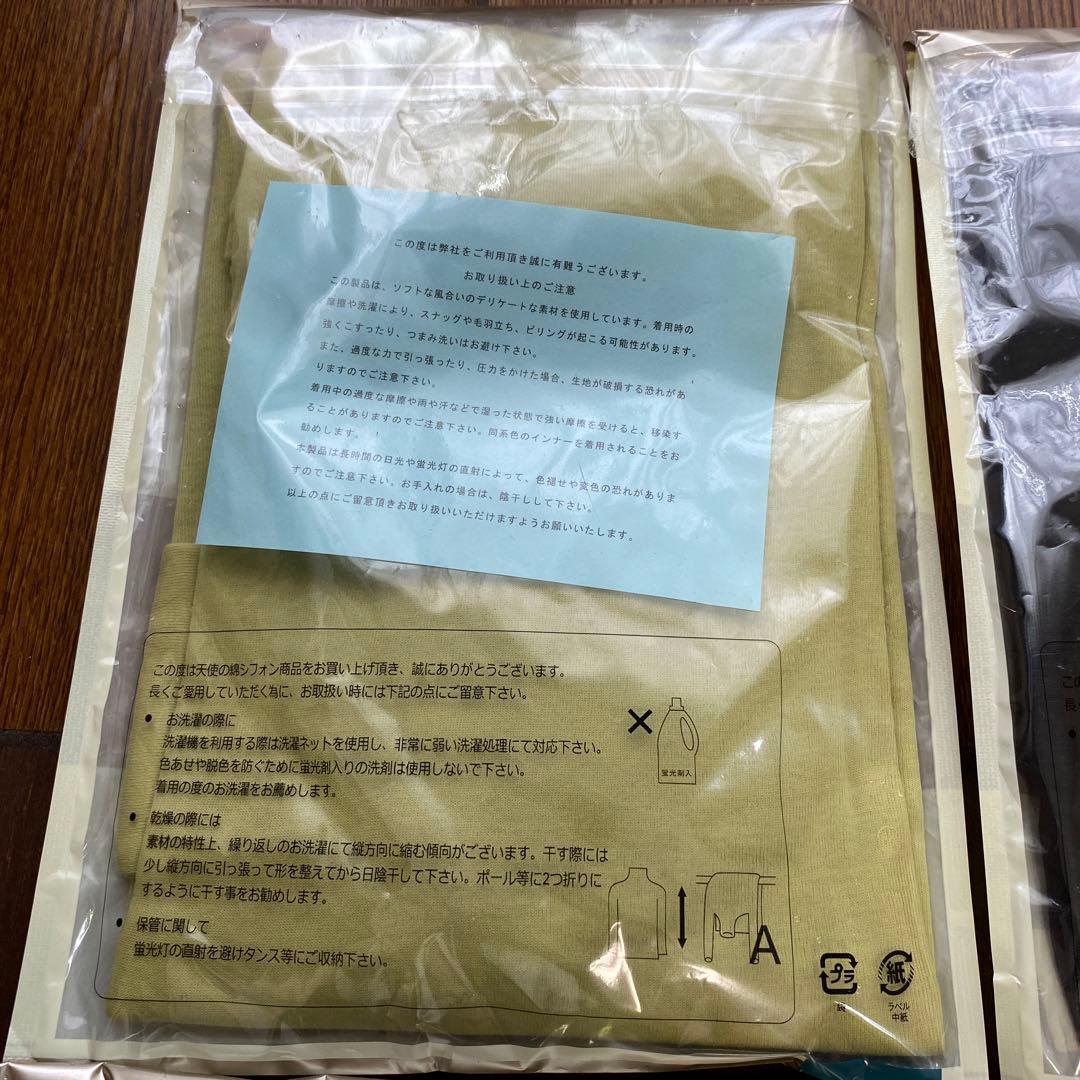 この度は弊社をご利用頂き誠に有難うございます。
お取り扱い上のご注意
この製品は、ソフトな風合いのデリケートな素材を使用しています。着用時の
摩擦や洗濯により、スナッグや毛羽立ち、ピリングが起こる可能性があります。
強くこすったり、つまみ洗いはお避け下さい。
また、過度な力で引っ張ったり、圧力をかけた場合、生地が破損する恐れがあ
りますのでご注意下さい。
着用中の過度な摩擦や雨や汗などで湿った状態で強い摩擦を受けると、移染す
ることがありますのでご注意下さい。同系色のインナーを着用されることをお
勧めします。
本製品は長時間の日光や蛍光灯の直射によって、色褪せや変色の恐れがありま
すのでご注意下さい。お手入れの場合は、陰干しして下さい。
以上の点にご留意頂きお取り扱いいただけますようお願いいたします。
この度は天使の綿シフォン商品をお買い上げ頂き、誠にありがとうございます。
長くご愛用していただく為に、お取扱い時には下記の点にご留意下さい。
• お洗濯の際に
洗濯機を利用する際は洗濯ネットを使用し、非常に弱い洗濯処理にて対応下さい。
色あせや脱色を防ぐために蛍光剤入りの洗剤は使用しないで下さい。
着用の度のお洗濯をお薦めします。
蛍光剤入
• 乾燥の際には
素材の特性上、繰り返しのお洗濯にて縦方向に縮む傾向がございます。干す際には
少し縦方向に引っ張って形を整えてから日陰干して下さい。ポール等に2つ折りに
するように干す事をお勧めします。
• 保管に関して
蛍光灯の直射を避けタンス等にご収納下さい。
プラ
袋
紙
ラベル
中紙
この
長